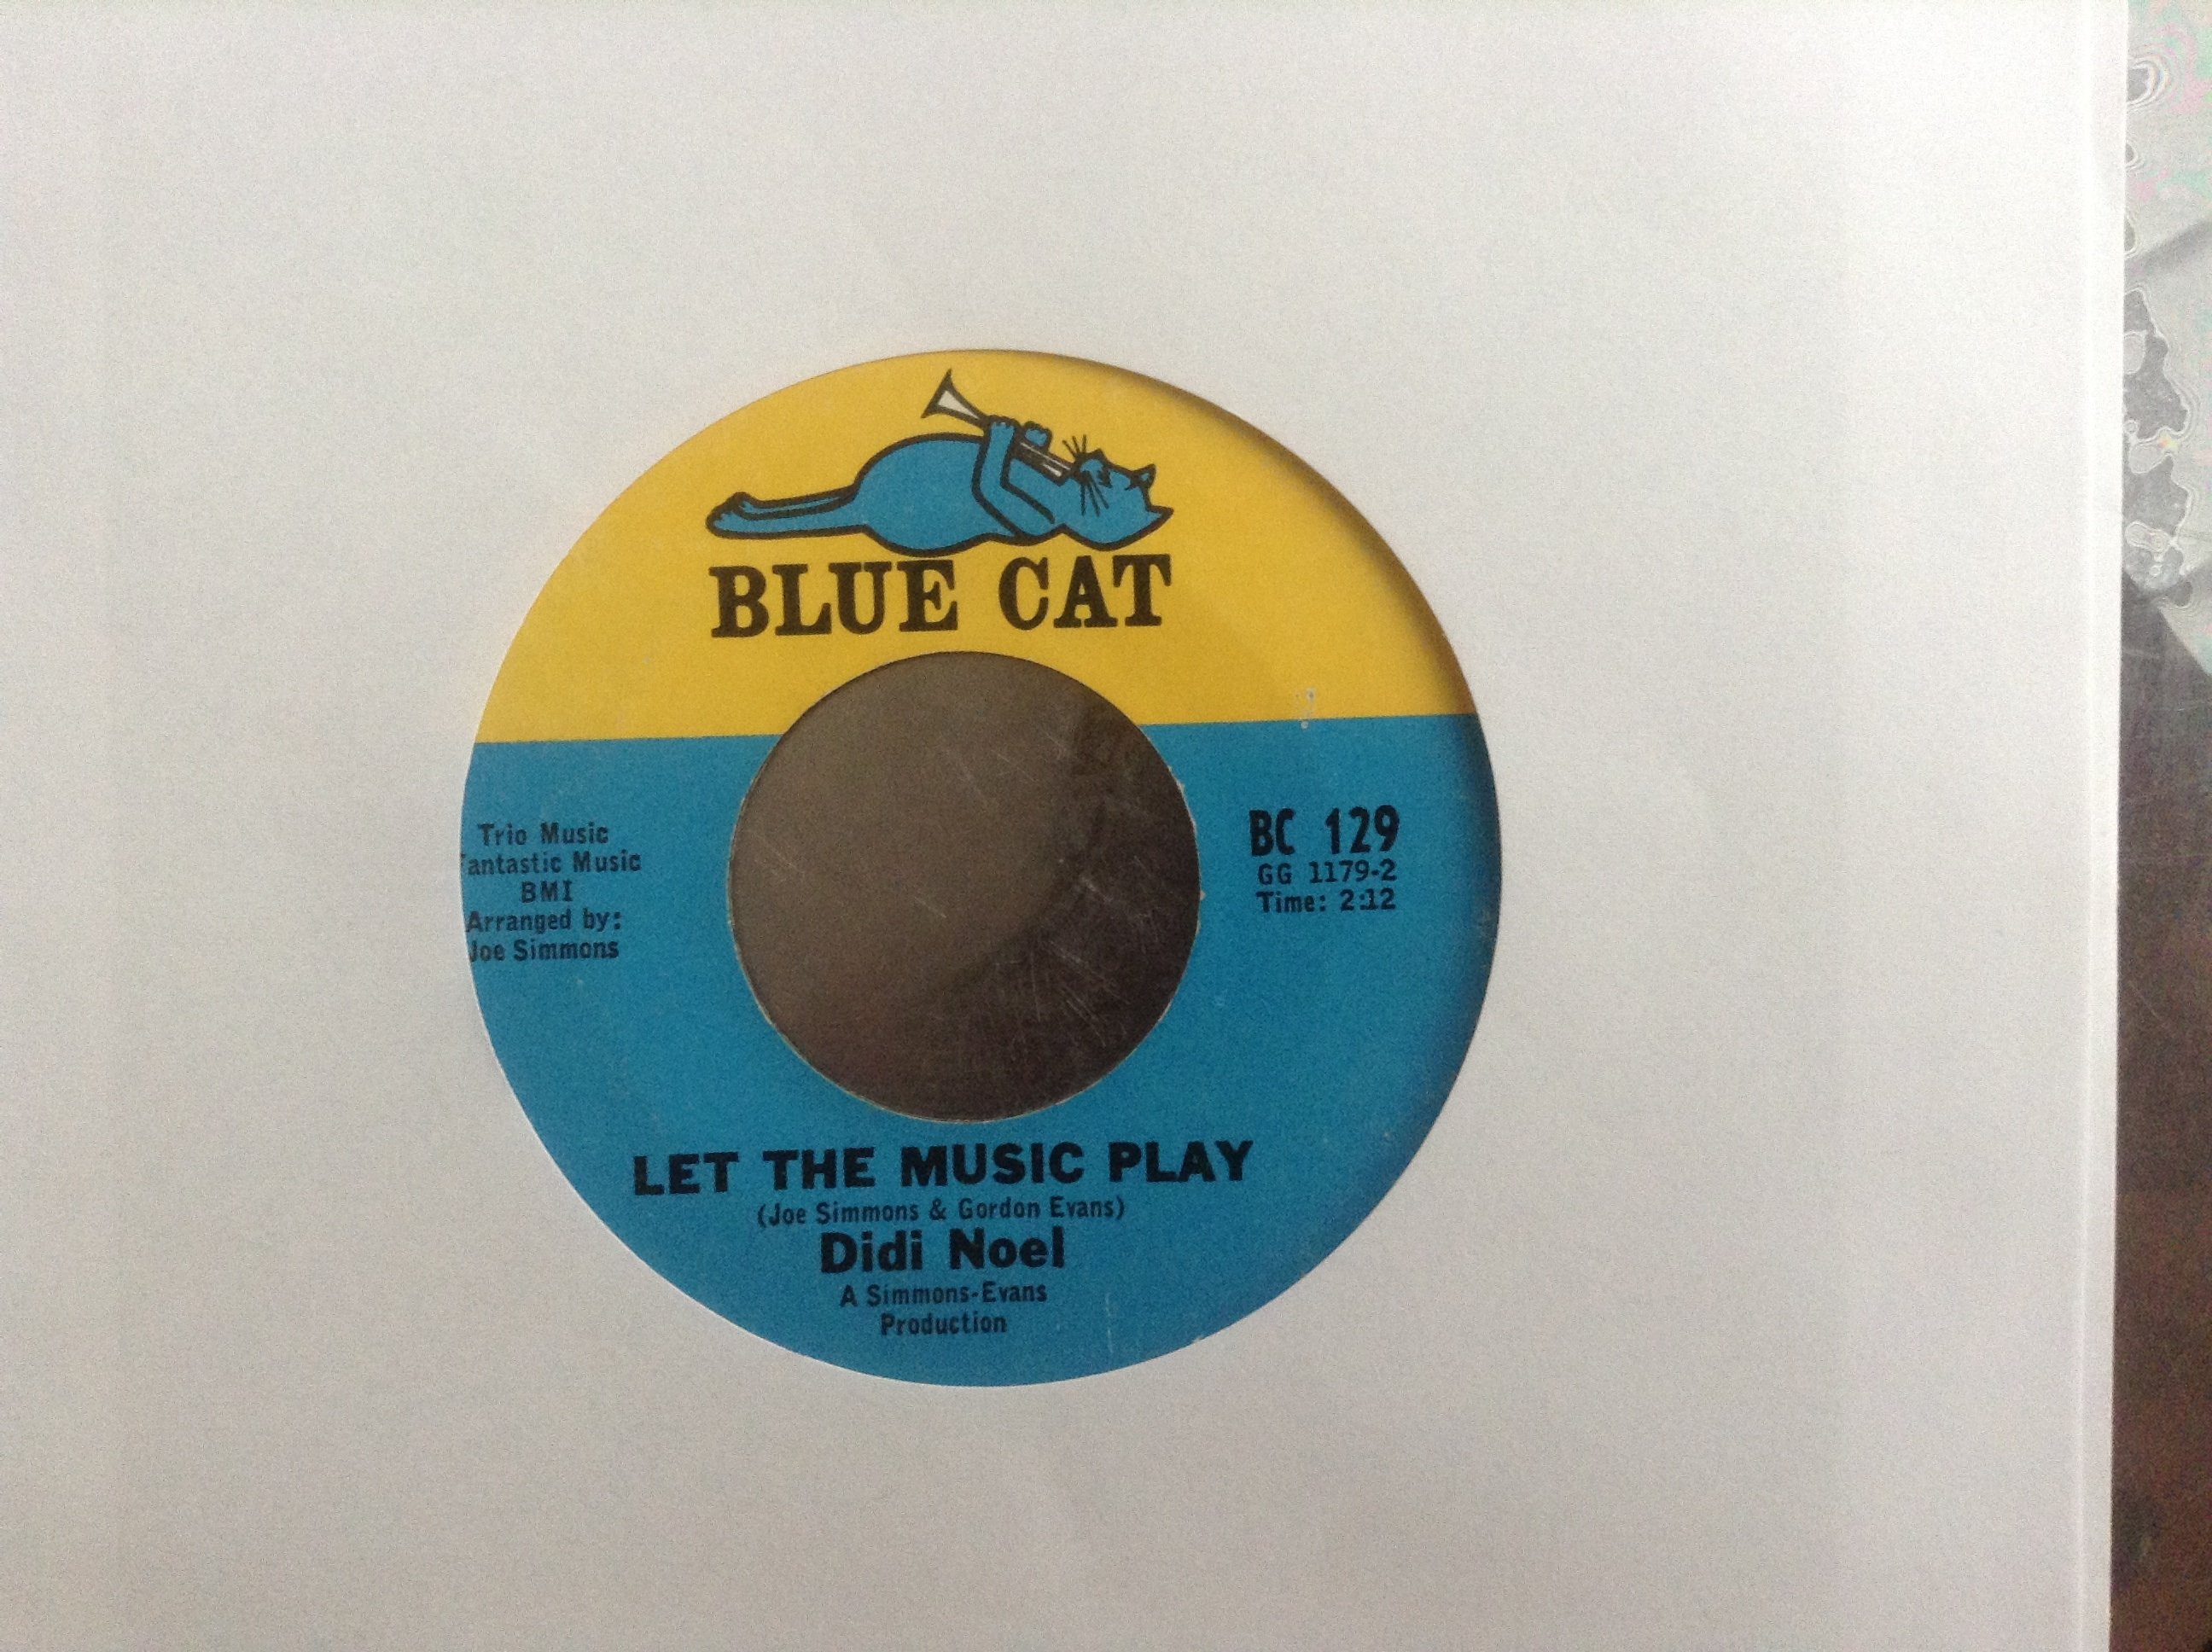 BLUE CAT
Trio Music
Fantastic Music
BMI
Arranged by:
Joe Simmons
BC 129
GG 1179-2
Time: 2:12
LET THE MUSIC PLAY
(Joe Simmons & Gordon Evans)
Didi Noel
A Simmons-Evans
Production